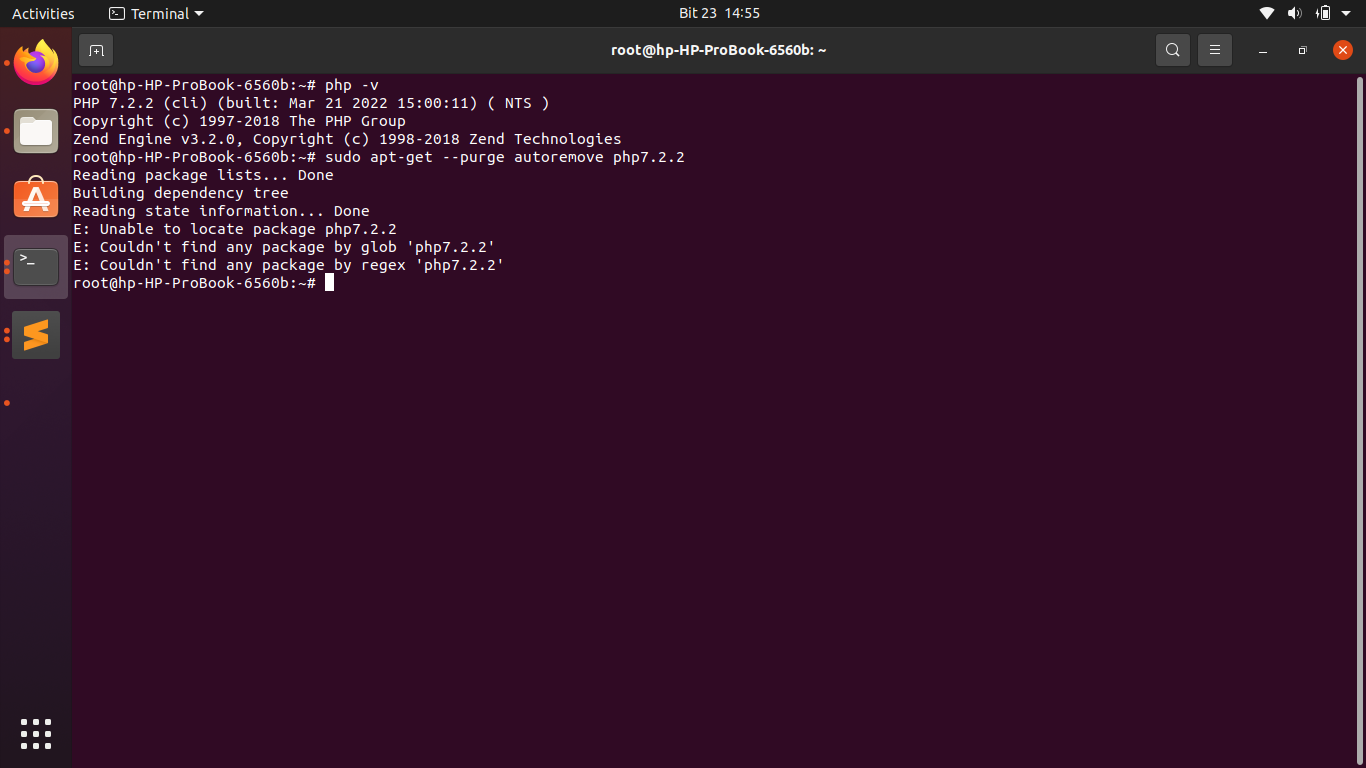 Activities
Terminal
Bit 23 14:55
root@hp-HP-ProBook-6560b: ~
root@hp-HP-ProBook-6560b:~# php -v
PHP 7.2.2 (cli) (built: Mar 21 2022 15:00:11) ( NTS )
Copyright (c) 1997-2018 The PHP Group
Zend Engine v3.2.0, Copyright (c) 1998-2018 Zend Technologies
root@hp-HP-ProBook-6560b:~# sudo apt-get --purge autoremove php7.2.2
Reading package lists... Done
Building dependency tree
Reading state information... Done
E: Unable to locate package php7.2.2
E: Couldn't find any package by glob 'php7.2.2'
E: Couldn't find any package by regex 'php7.2.2'
root@hp-HP-ProBook-6560b:~#